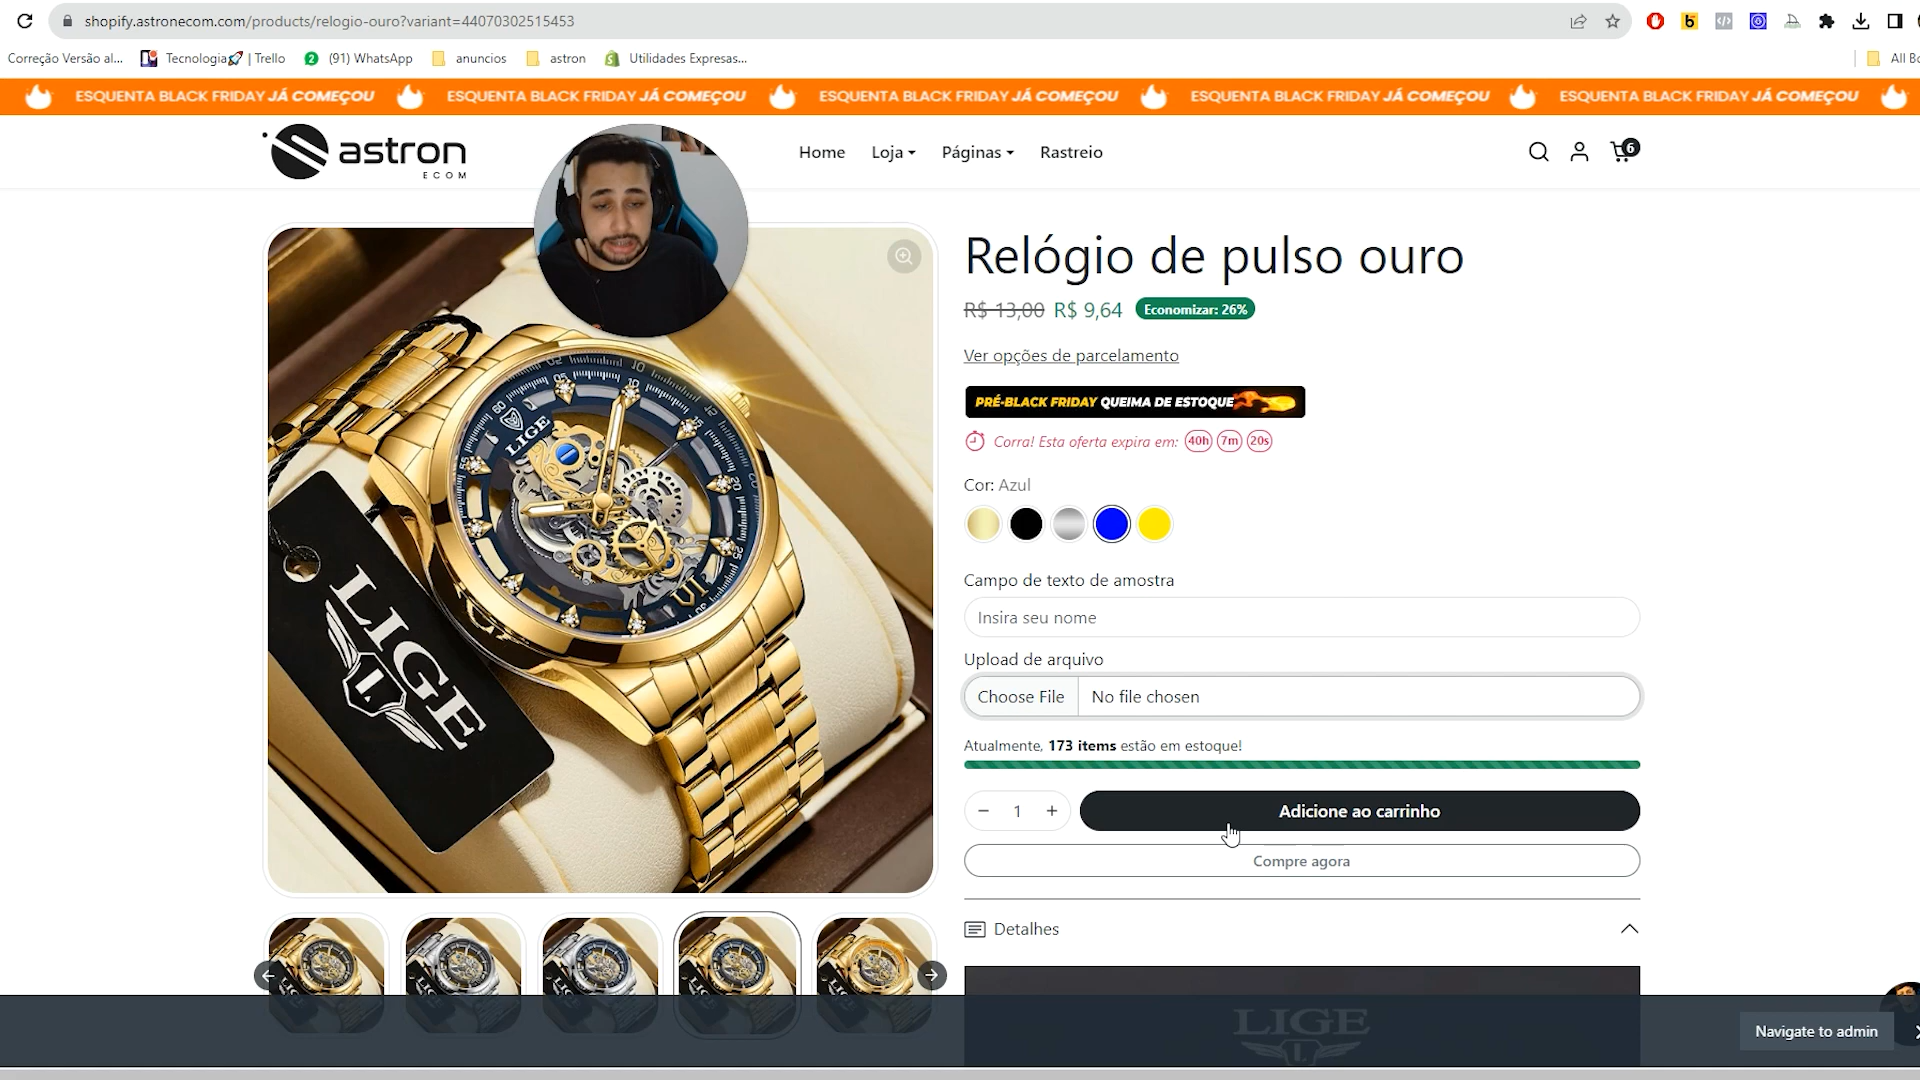 shopify.astronecom.com/products/relogio-ouro?variant=44070302515453
Correção Versão al... Tecnologia🚀 | Trello 2 (91) WhatsApp anuncios astron Utilidades Expresas... All Bo
ESQUENTA BLACK FRIDAY JÁ COMEÇOU ESQUENTA BLACK FRIDAY JÁ COMEÇOU ESQUENTA BLACK FRIDAY JÁ COMEÇOU ESQUENTA BLACK FRIDAY JÁ COMEÇOU ESQUENTA BLACK FRIDAY JÁ COMEÇOU
astron
ECOM
Home Loja Páginas Rastreio
6
Relógio de pulso ouro
R$ 13,00 R$ 9,64 Economizar: 26%
Ver opções de parcelamento
PRÉ-BLACK FRIDAY QUEIMA DE ESTOQUE
Corra! Esta oferta expira em: 40h 7m 20s
Cor: Azul
Campo de texto de amostra
Insira seu nome
Upload de arquivo
Choose File No file chosen
Atualmente, 173 items estão em estoque!
− 1 + Adicione ao carrinho
Compre agora
Detalhes
LIGE
LIGE
LIGE
Navigate to admin